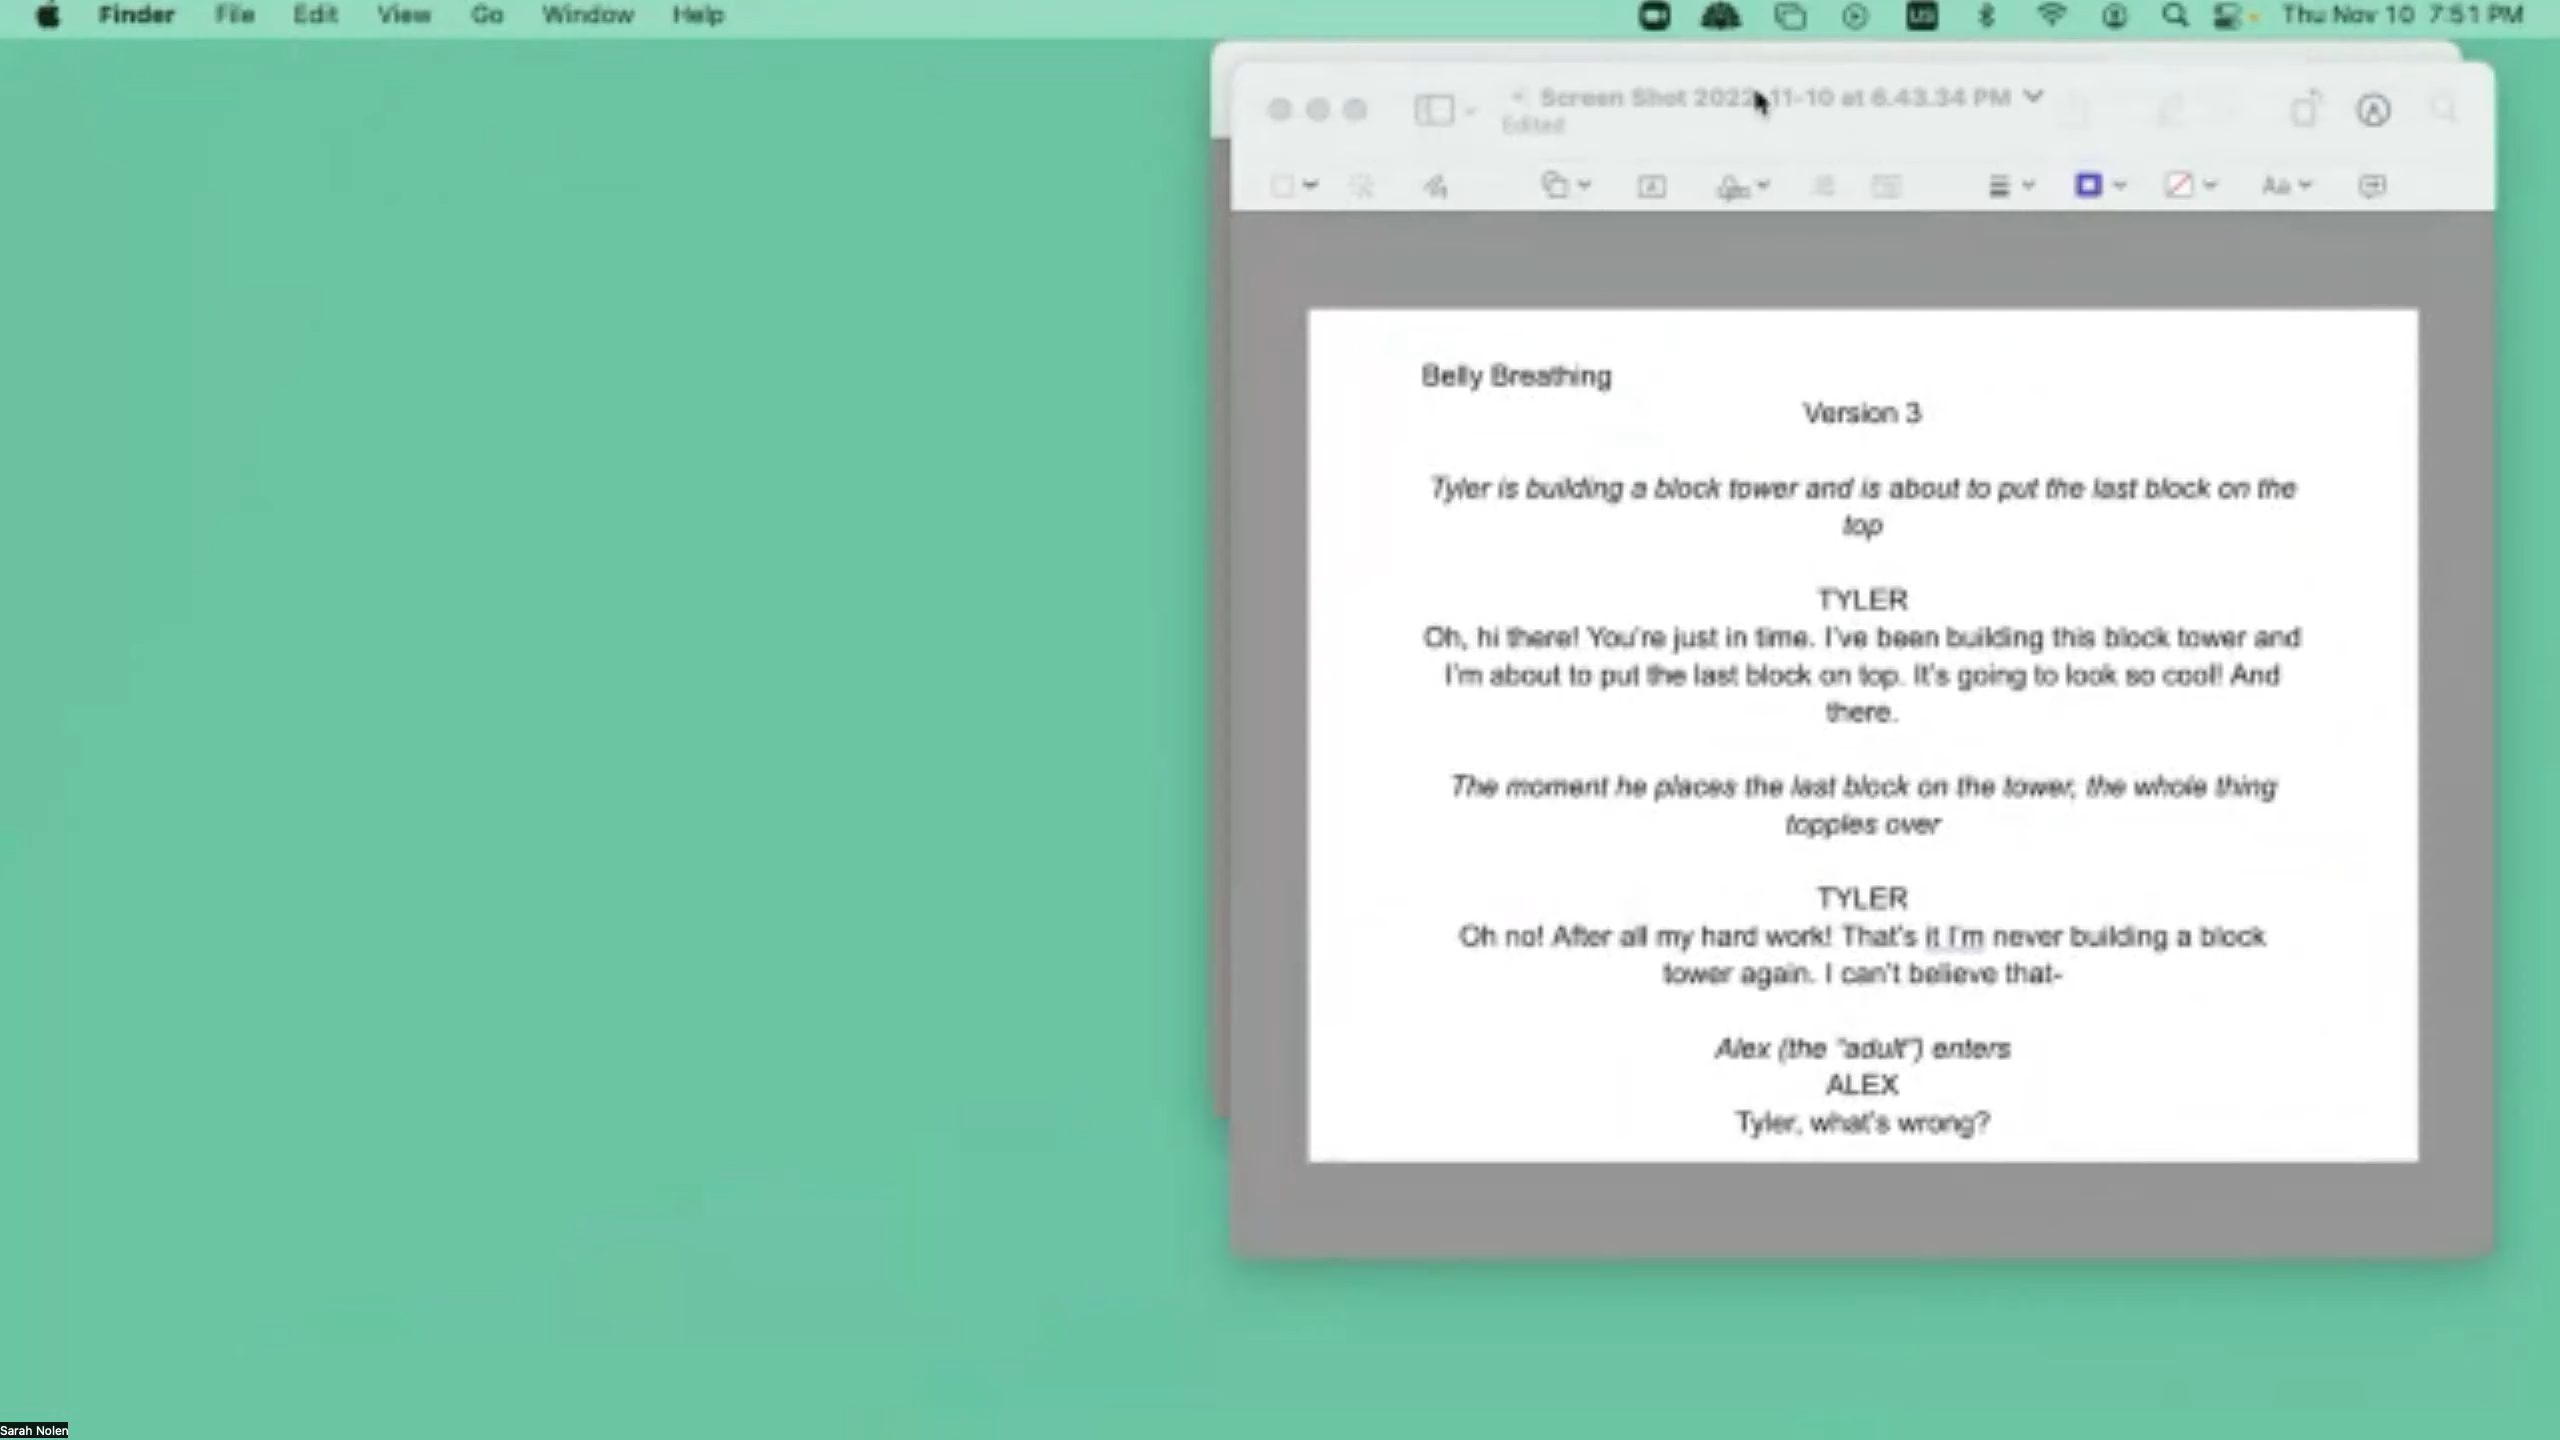 Finder File Edit View Go Window Help US Thu Nov 10 7:51 PM
Screen Shot 2022-11-10 at 6.43.34 PM
Edited
A Aa
Belly Breathing
Version 3
Tyler is building a block tower and is about to put the last block on the
top
TYLER
Oh, hi there! You're just in time. I've been building this block tower and
I'm about to put the last block on top. It's going to look so cool! And
there.
The moment he places the last block on the tower, the whole thing
topples over
TYLER
Oh no! After all my hard work! That's it I'm never building a block
tower again. I can't believe that-
Alex (the "adult") enters
ALEX
Tyler, what's wrong?
Sarah Nolen